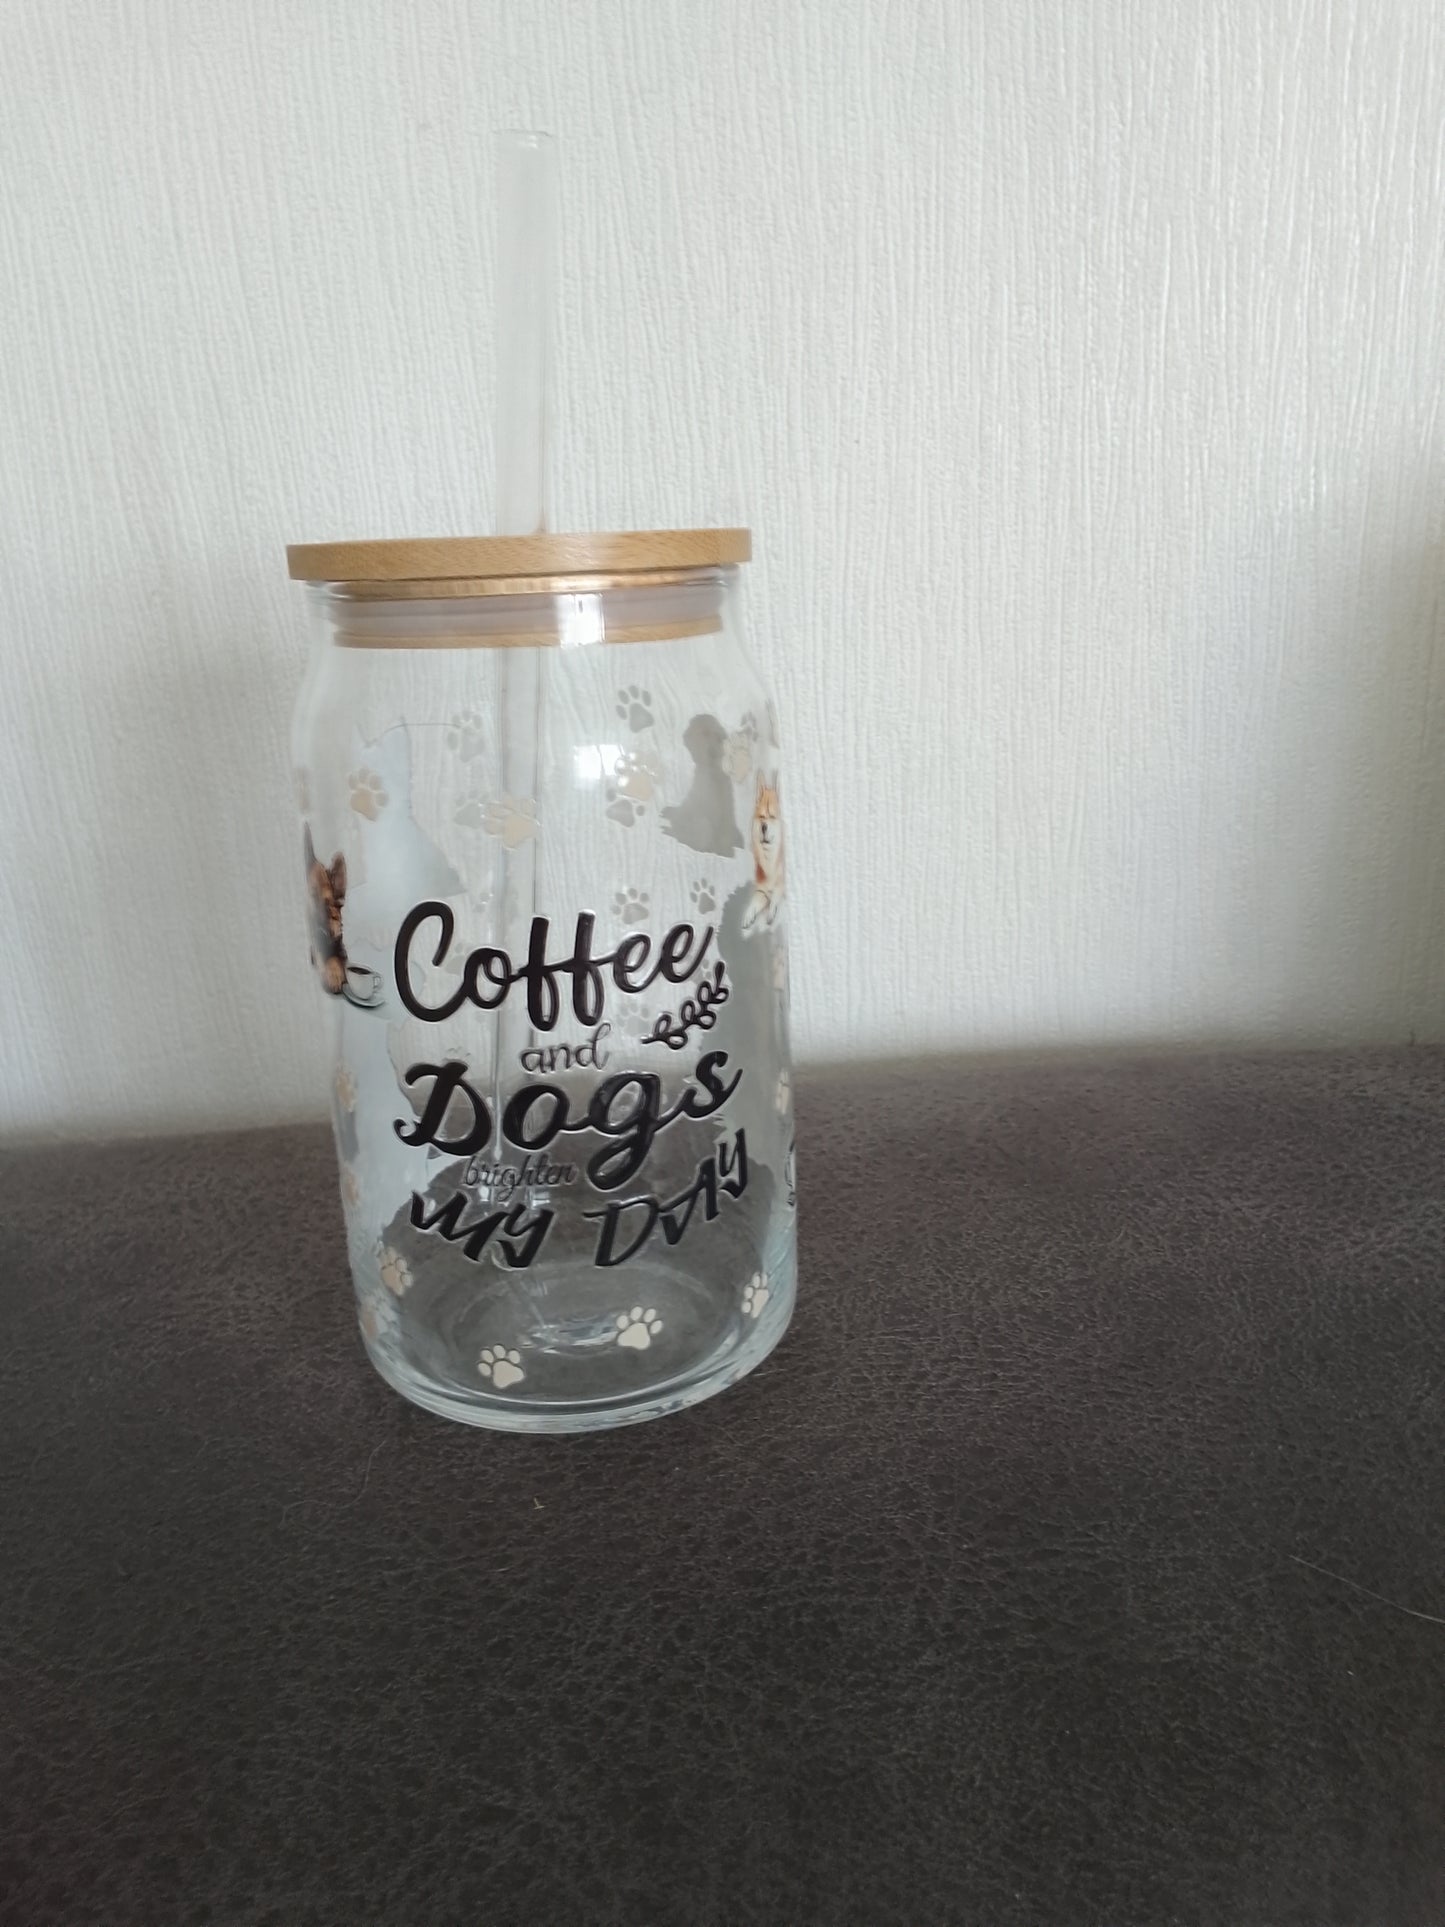 Coffee
and
Dogs
brighten
My DAy